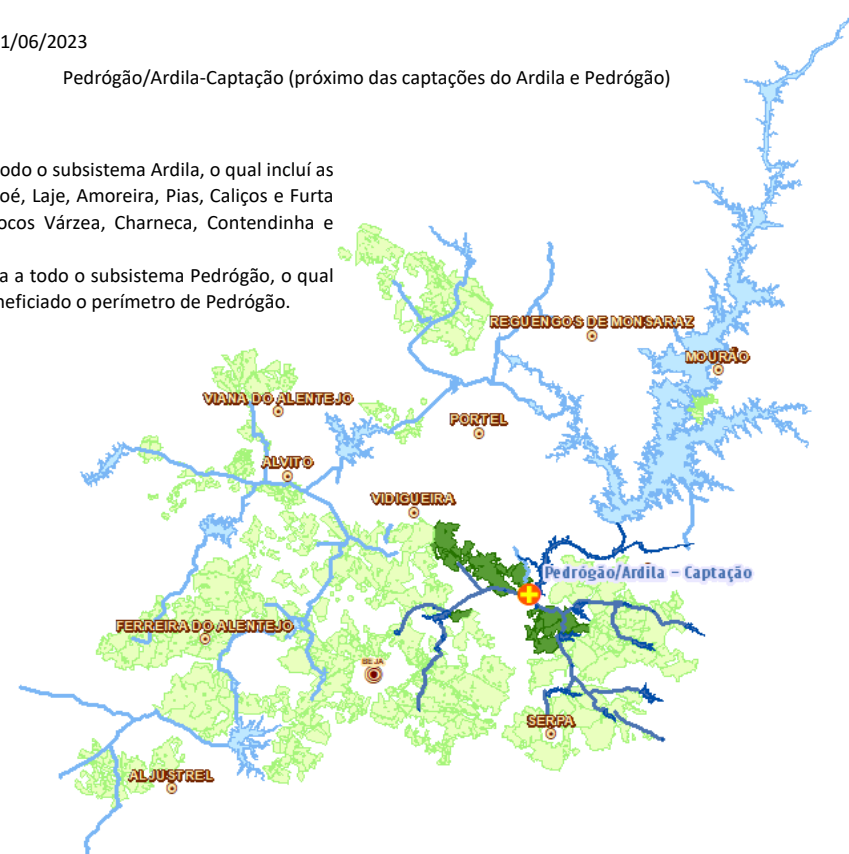 1/06/2023
Pedrógão/Ardila-Captação (próximo das captações do Ardila e Pedrógão)
odo o subsistema Ardila, o qual incluí as
oé, Laje, Amoreira, Pias, Caliços e Furta
ocos Várzea, Charneca, Contendinha e
a a todo o subsistema Pedrógão, o qual
neficiado o perímetro de Pedrógão.
REGUENGOS DE MONSARAZ
MOURÃO
VIANA DO ALENTEJO
PORTEL
ALVITO
VIDIGUEIRA
Pedrógão/Ardila – Captação
FERREIRA DO ALENTEJO
BEJA
SERPA
ALJUSTREL